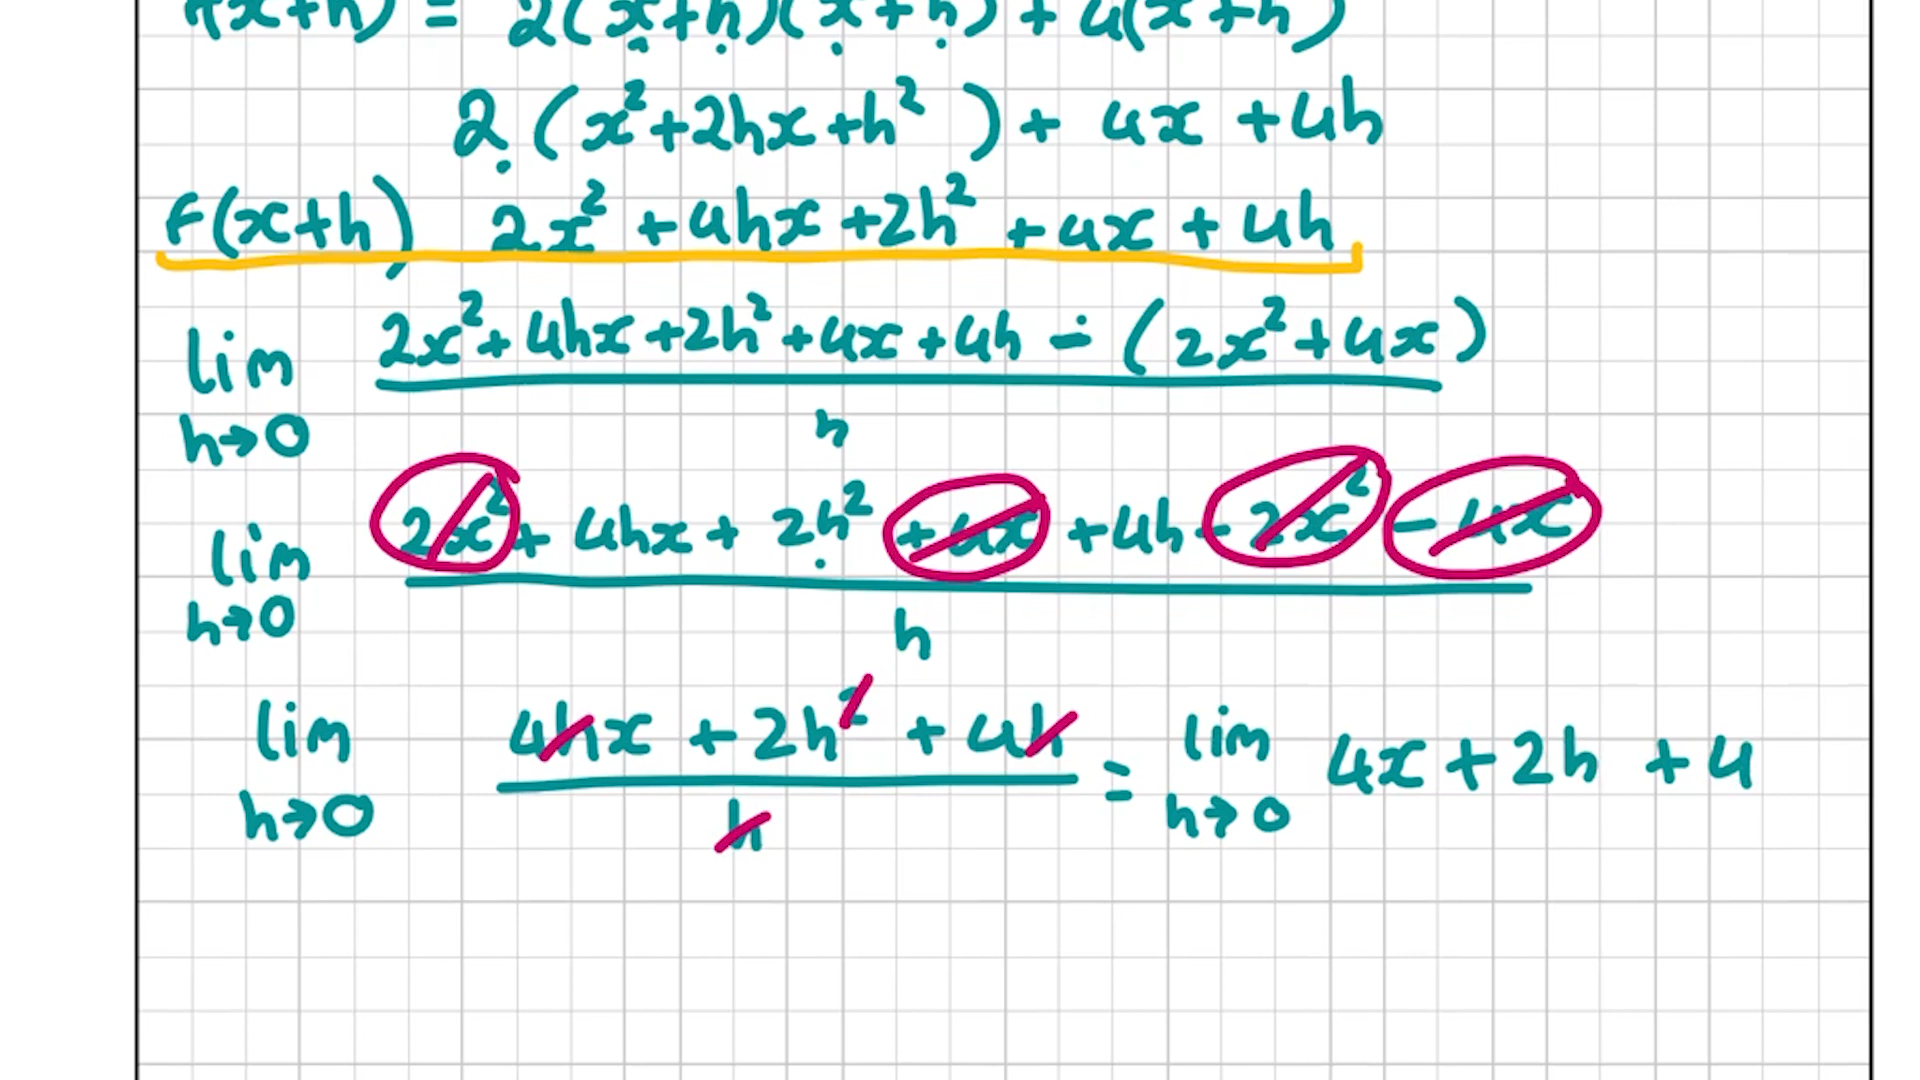 f(x+h) = 2(x+h)(x+h) + 4(x+h)
2 (x²+2hx+h² ) + 4x +4h
F(x+h) 2x² +4hx +2h² +4x + 4h
lim h→0 2x²+4hx+2h²+4x+4h - (2x²+4x)
h
lim h→0 2x²+ 4hx + 2h² +4x +4h - 2x² - 4x
h
lim h→0 4hx + 2h² + 4h = lim h→0 4x + 2h + 4
h